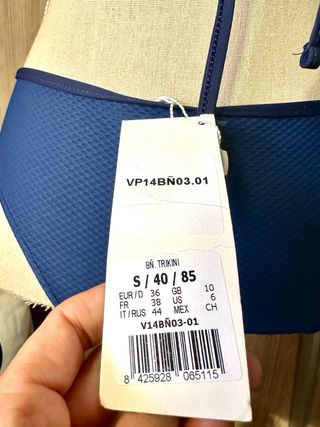 VP14BÑ03.01
BÑ. TRIKINI
S / 40 / 85
EUR/D 36 GB 10
FR 38 US 6
IT/RUS 44 MEX CH
V14BÑ03-01
8 425928 065115